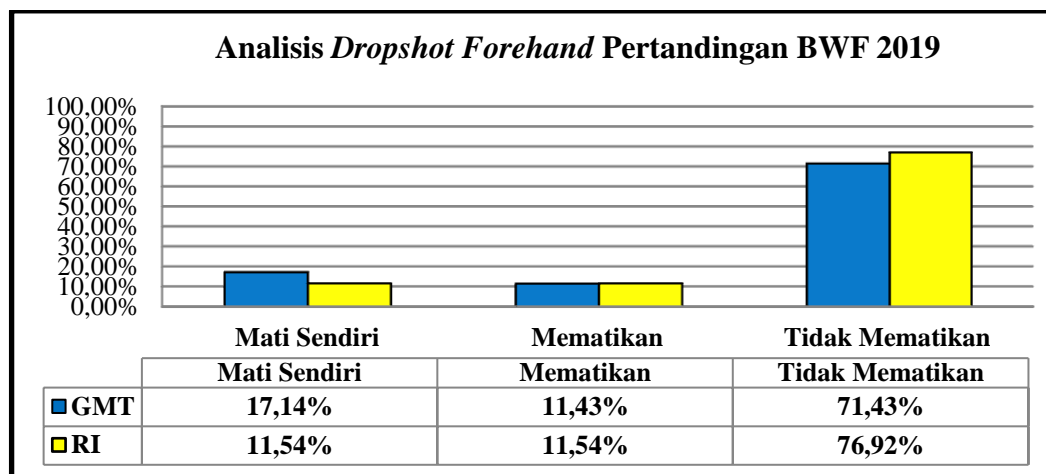 Analisis Dropshot Forehand Pertandingan BWF 2019
100,00%
90,00%
80,00%
70,00%
60,00%
50,00%
40,00%
30,00%
20,00%
10,00%
0,00%
Mati Sendiri Mematikan Tidak Mematikan
Mati Sendiri Mematikan Tidak Mematikan
GMT 17,14% 11,43% 71,43%
RI 11,54% 11,54% 76,92%